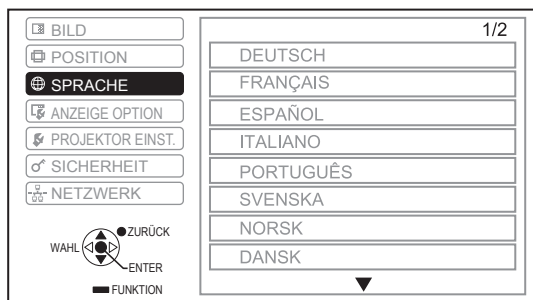 BILD
POSITION
SPRACHE
ANZEIGE OPTION
PROJEKTOR EINST.
SICHERHEIT
NETZWERK
ZURÜCK
WAHL
ENTER
FUNKTION
1/2
DEUTSCH
FRANÇAIS
ESPAÑOL
ITALIANO
PORTUGUÊS
SVENSKA
NORSK
DANSK